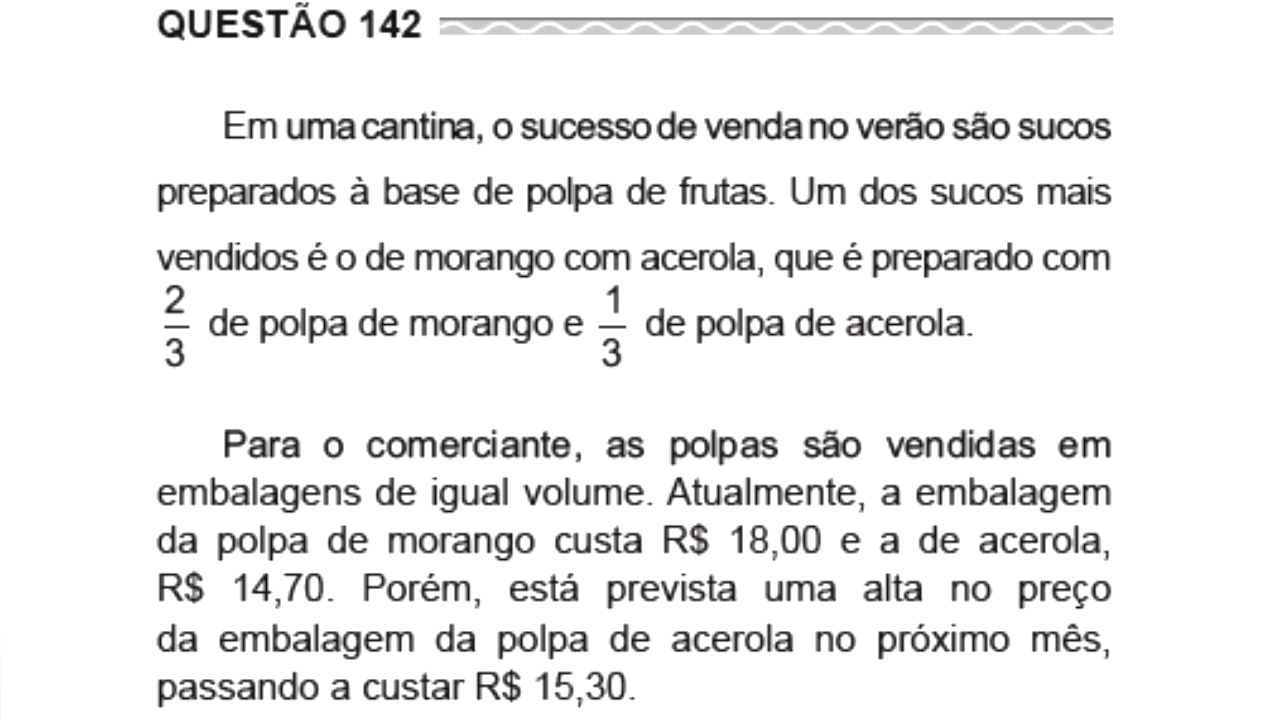 QUESTÃO 142
Em uma cantina, o sucesso de venda no verão são sucos
preparados à base de polpa de frutas. Um dos sucos mais
vendidos é o de morango com acerola, que é preparado com
2/3 de polpa de morango e 1/3 de polpa de acerola.
Para o comerciante, as polpas são vendidas em
embalagens de igual volume. Atualmente, a embalagem
da polpa de morango custa R$ 18,00 e a de acerola,
R$ 14,70. Porém, está prevista uma alta no preço
da embalagem da polpa de acerola no próximo mês,
passando a custar R$ 15,30.